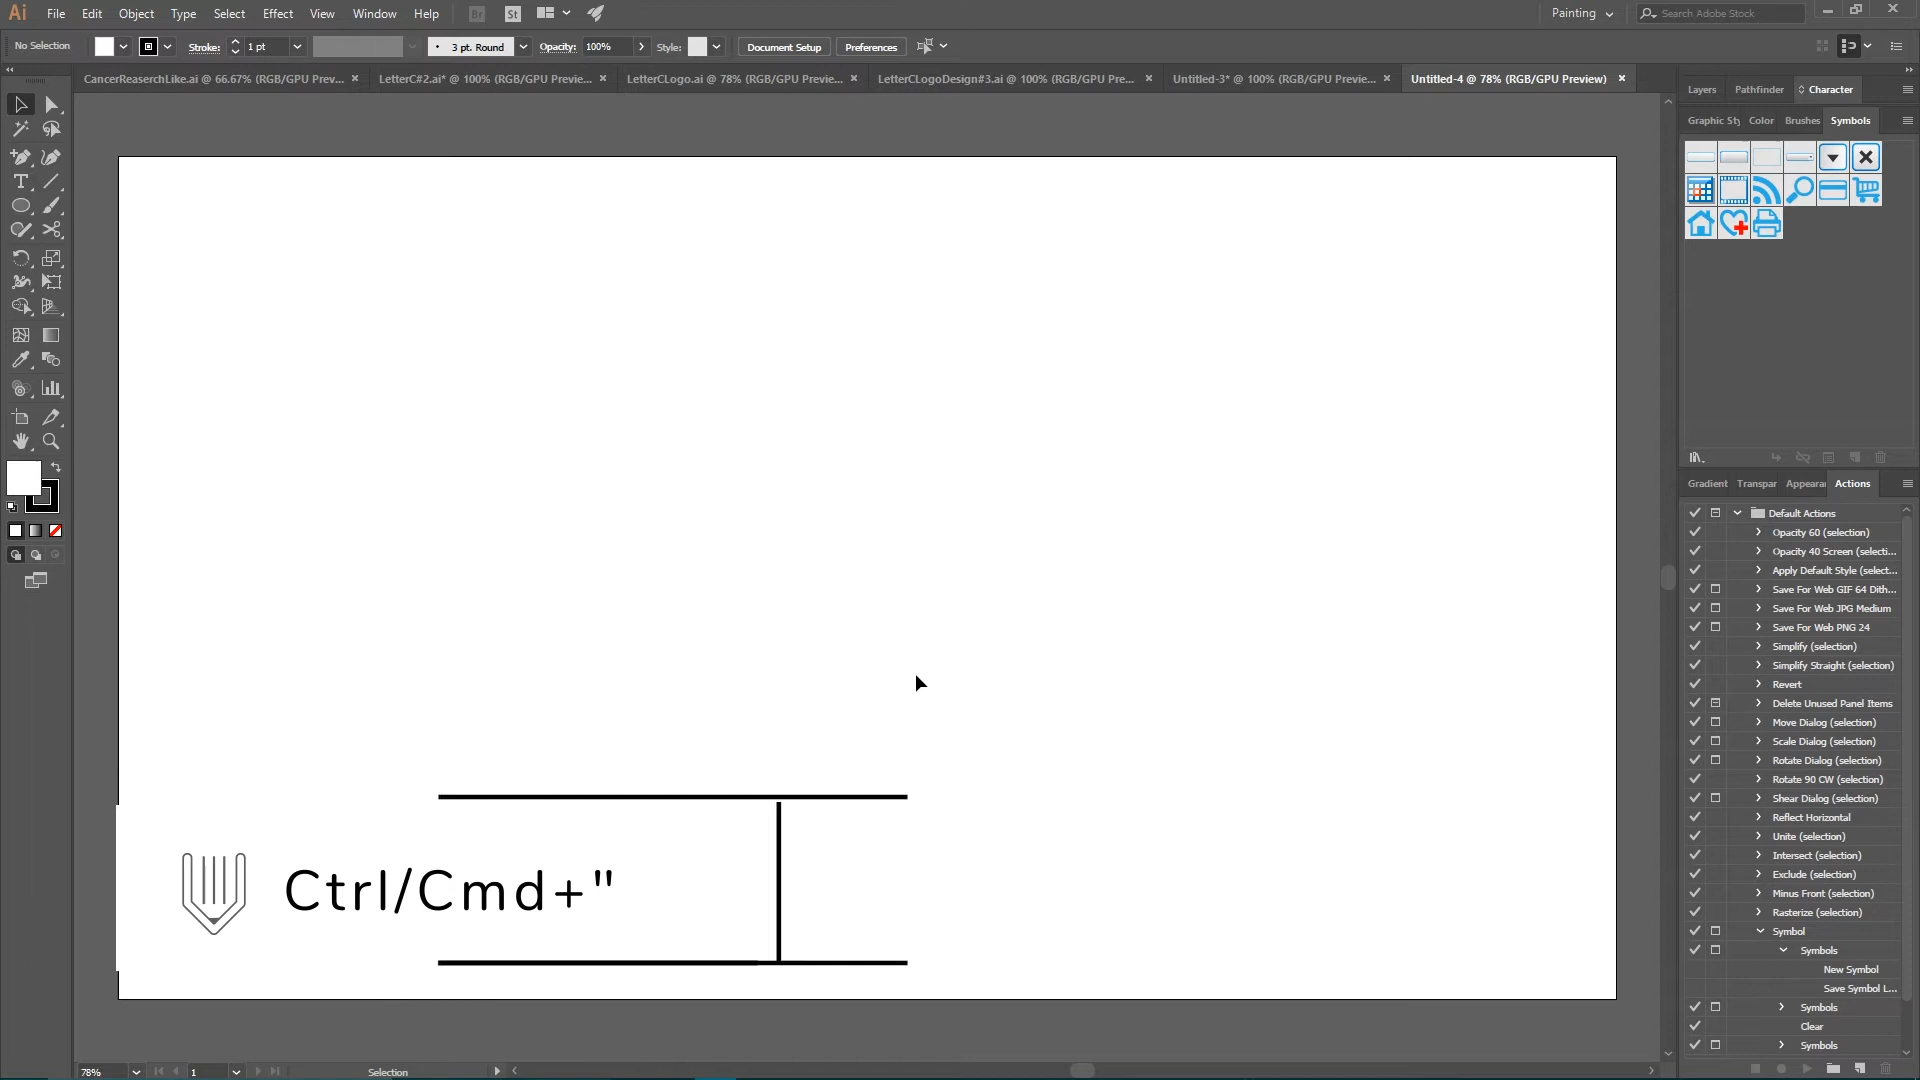 Ai File Edit Object Type Select Effect View Window Help Br St Painting Search Adobe Stock
No Selection Stroke: 1 pt 3 pt. Round Opacity: 100% Style: Document Setup Preferences
CancerReaserchLike.ai @ 66.67% (RGB/GPU Prev... LetterC#2.ai* @ 100% (RGB/GPU Previe... LetterCLogo.ai @ 78% (RGB/GPU Previe... LetterCLogoDesign#3.ai @ 100% (RGB/GPU Pre... Untitled-3* @ 100% (RGB/GPU Previe... Untitled-4 @ 78% (RGB/GPU Preview)
Layers Pathfinder Character
Graphic Sty Color Brushes Symbols
Gradient Transpar Appearar Actions
Default Actions
Opacity 60 (selection)
Opacity 40 Screen (selecti...
Apply Default Style (select...
Save For Web GIF 64 Dith...
Save For Web JPG Medium
Save For Web PNG 24
Simplify (selection)
Simplify Straight (selection)
Revert
Delete Unused Panel Items
Move Dialog (selection)
Scale Dialog (selection)
Rotate Dialog (selection)
Rotate 90 CW (selection)
Shear Dialog (selection)
Reflect Horizontal
Unite (selection)
Intersect (selection)
Exclude (selection)
Minus Front (selection)
Rasterize (selection)
Symbol
Symbols
New Symbol
Save Symbol L...
Symbols
Clear
Symbols
Ctrl/Cmd+"
78% 1 Selection